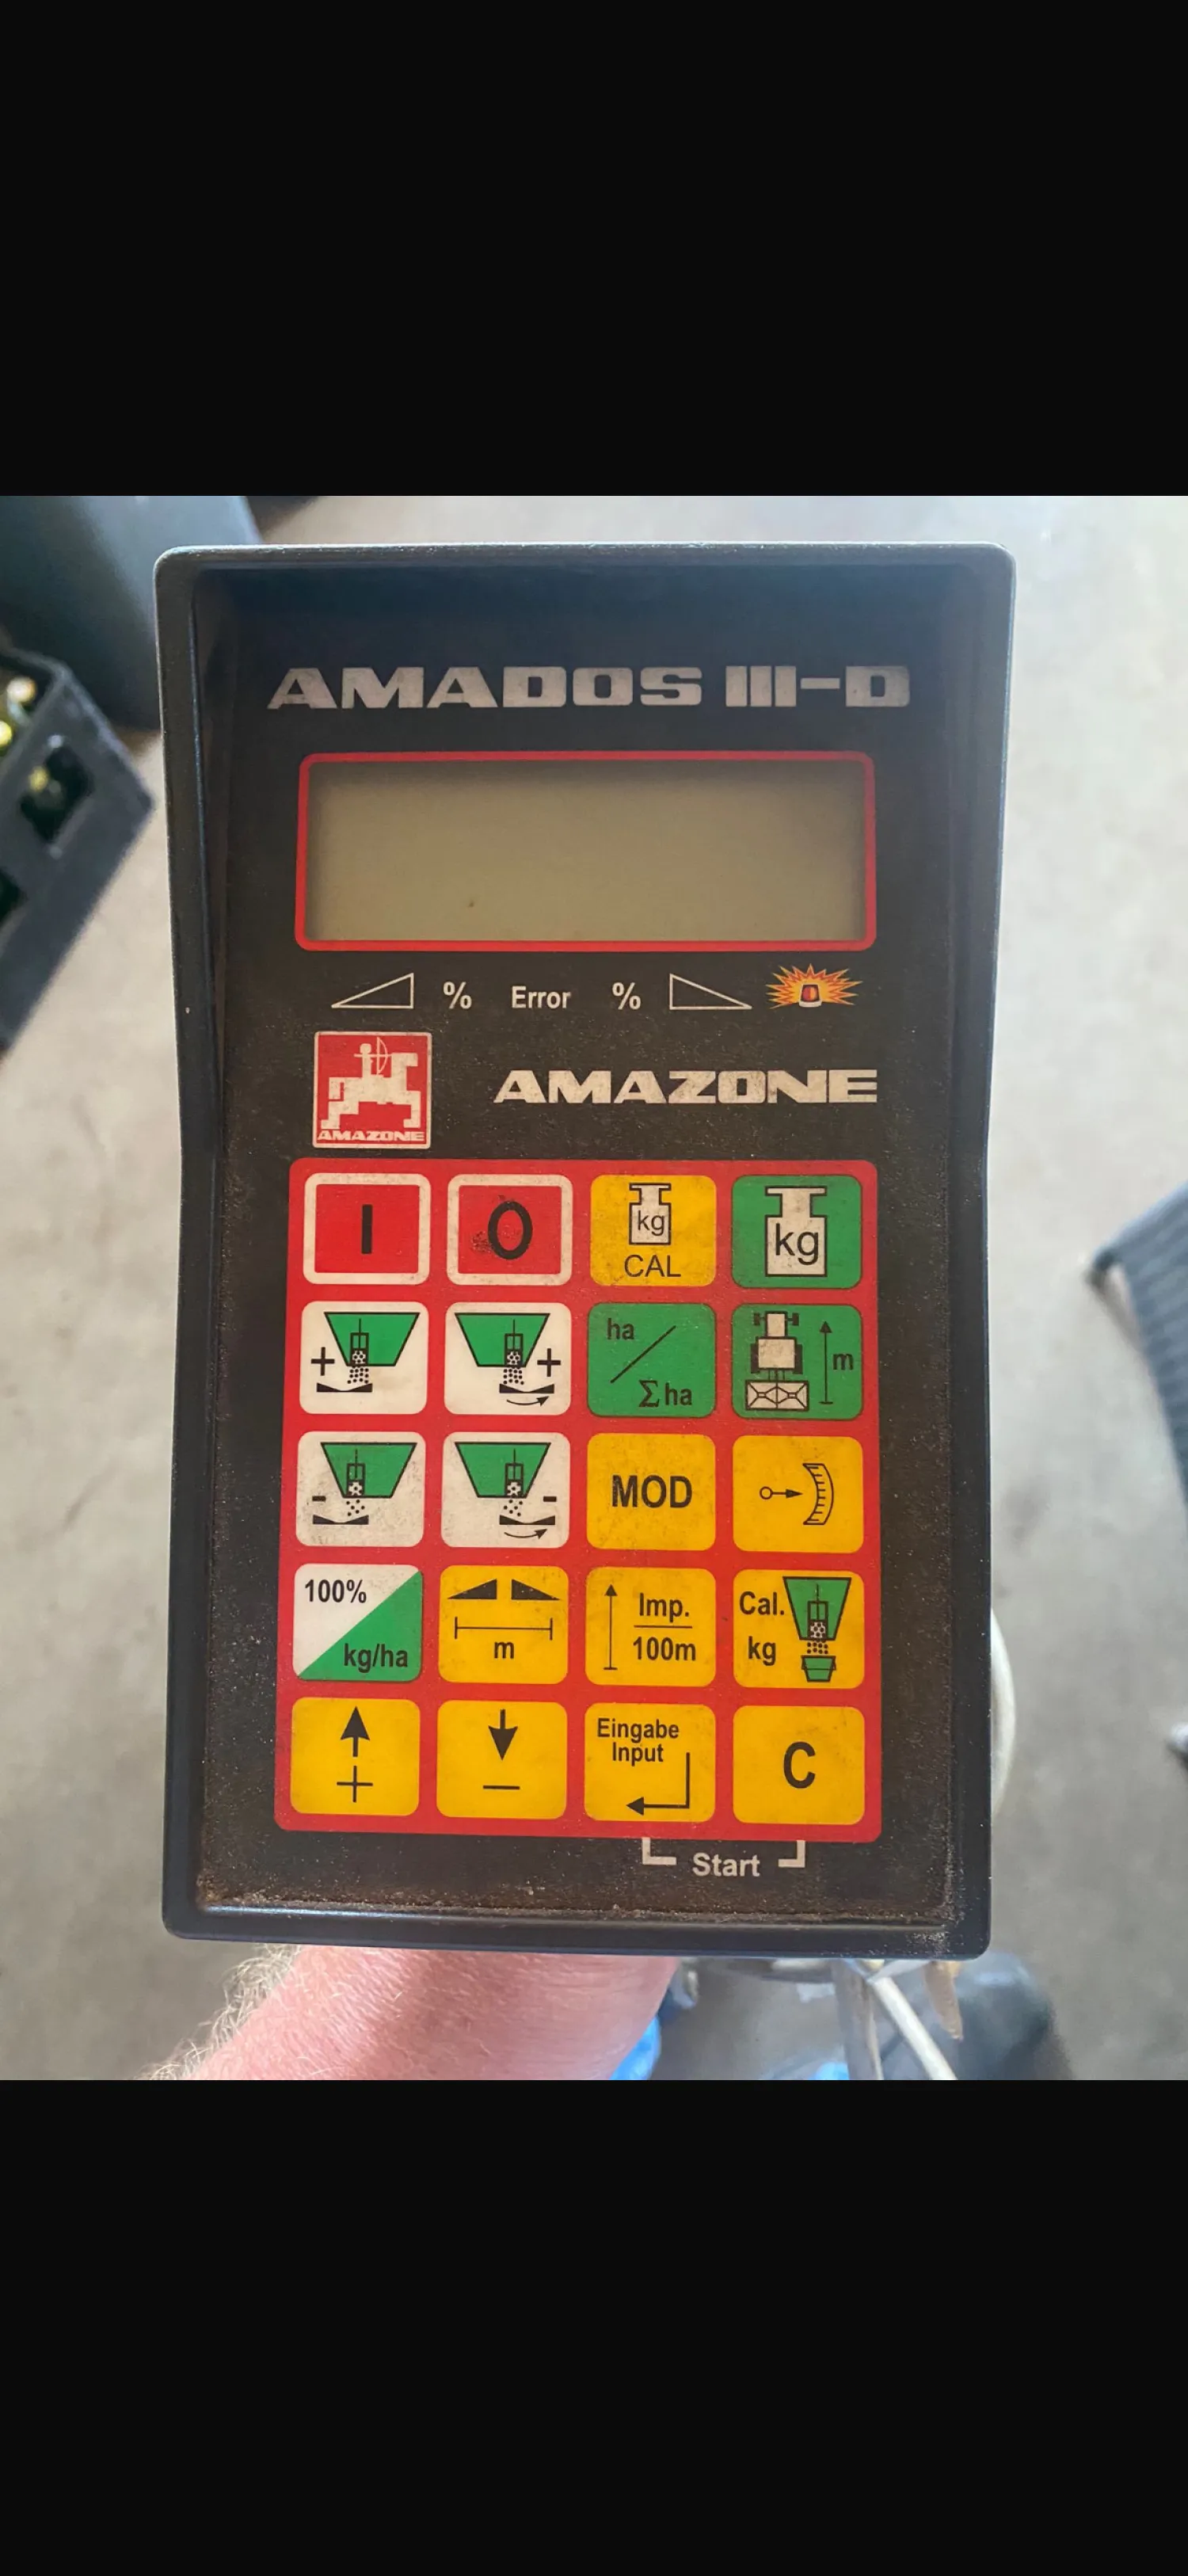 AMADOS III-D
% Error %
AMAZONE
AMAZONE
I O kg CAL kg
+ + ha / Σha m
- - MOD
100% kg/ha m Imp. 100m Cal. kg
+ − Eingabe Input C
Start